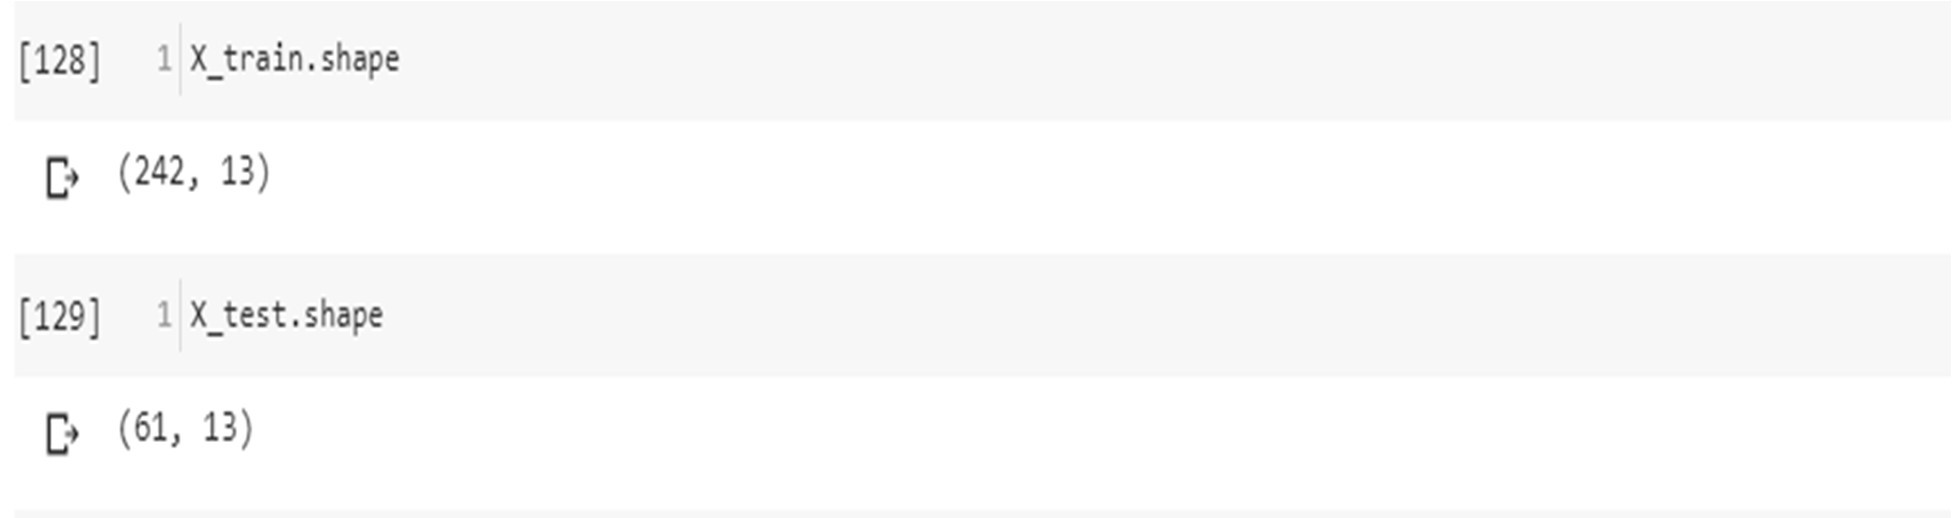 [128] 1 X_train.shape
(242, 13)
[129] 1 X_test.shape
(61, 13)